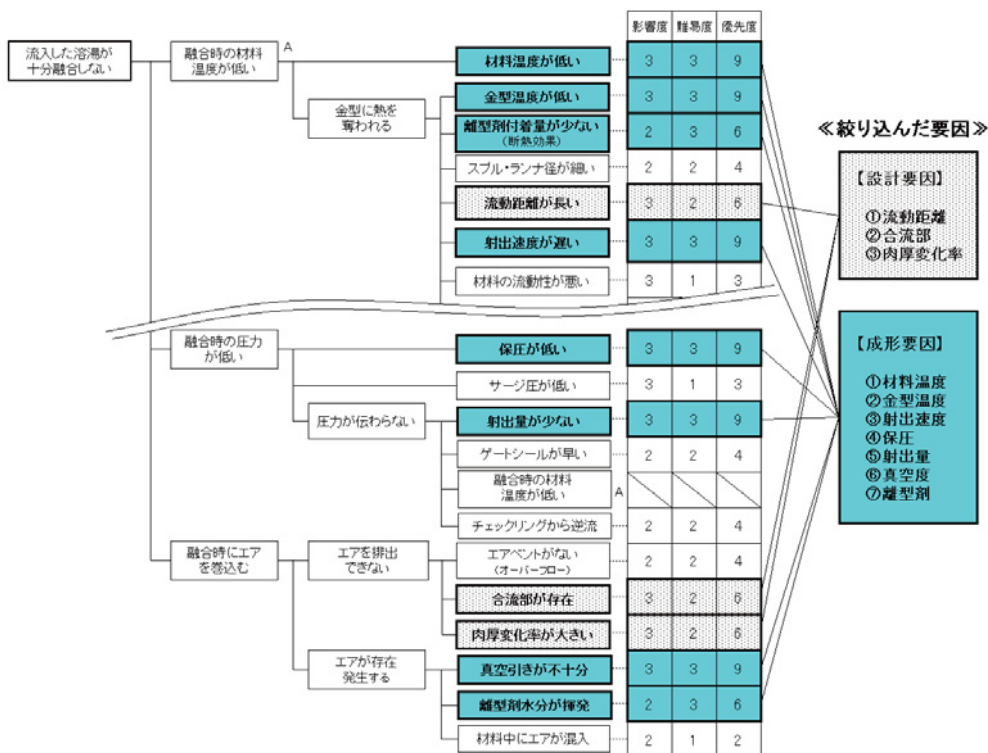 影響度 難易度 優先度
流入した溶湯が
十分融合しない
融合時の材料
温度が低い
A
材料温度が低い 3 3 9
金型に熱を
奪われる
金型温度が低い 3 3 9
離型剤付着量が少ない
(断熱効果)
2 3 6
スプル・ランナ径が細い 2 2 4
流動距離が長い 3 2 6
射出速度が遅い 3 3 9
材料の流動性が悪い 3 1 3
融合時の圧力
が低い
保圧が低い 3 3 9
サージ圧が低い 3 1 3
圧力が伝わらない
射出量が少ない 3 3 9
ゲートシールが早い 2 2 4
融合時の材料
温度が低い
A
チェックリングから逆流 2 2 4
融合時にエア
を巻込む
エアを排出
できない
エアベントがない
(オーバーフロー)
2 2 4
合流部が存在 3 2 6
肉厚変化率が大きい 3 2 6
エアが存在
発生する
真空引きが不十分 3 3 9
離型剤水分が揮発 2 3 6
材料中にエアが混入 2 1 2
≪絞り込んだ要因≫
【設計要因】
①流動距離
②合流部
③肉厚変化率
【成形要因】
①材料温度
②金型温度
③射出速度
④保圧
⑤射出量
⑥真空度
⑦離型剤